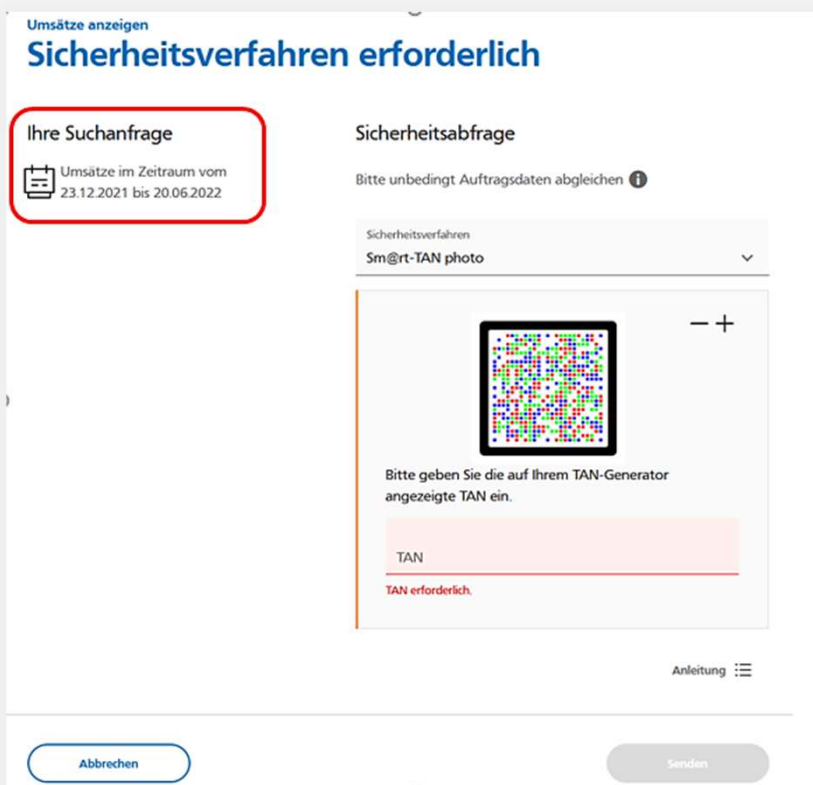 Umsätze anzeigen
Sicherheitsverfahren erforderlich
Ihre Suchanfrage
Umsätze im Zeitraum vom
23.12.2021 bis 20.06.2022
Sicherheitsabfrage
Bitte unbedingt Auftragsdaten abgleichen
Sicherheitsverfahren
Sm@rt-TAN photo
Bitte geben Sie die auf Ihrem TAN-Generator
angezeigte TAN ein.
TAN
TAN erforderlich.
Anleitung
Abbrechen
Senden